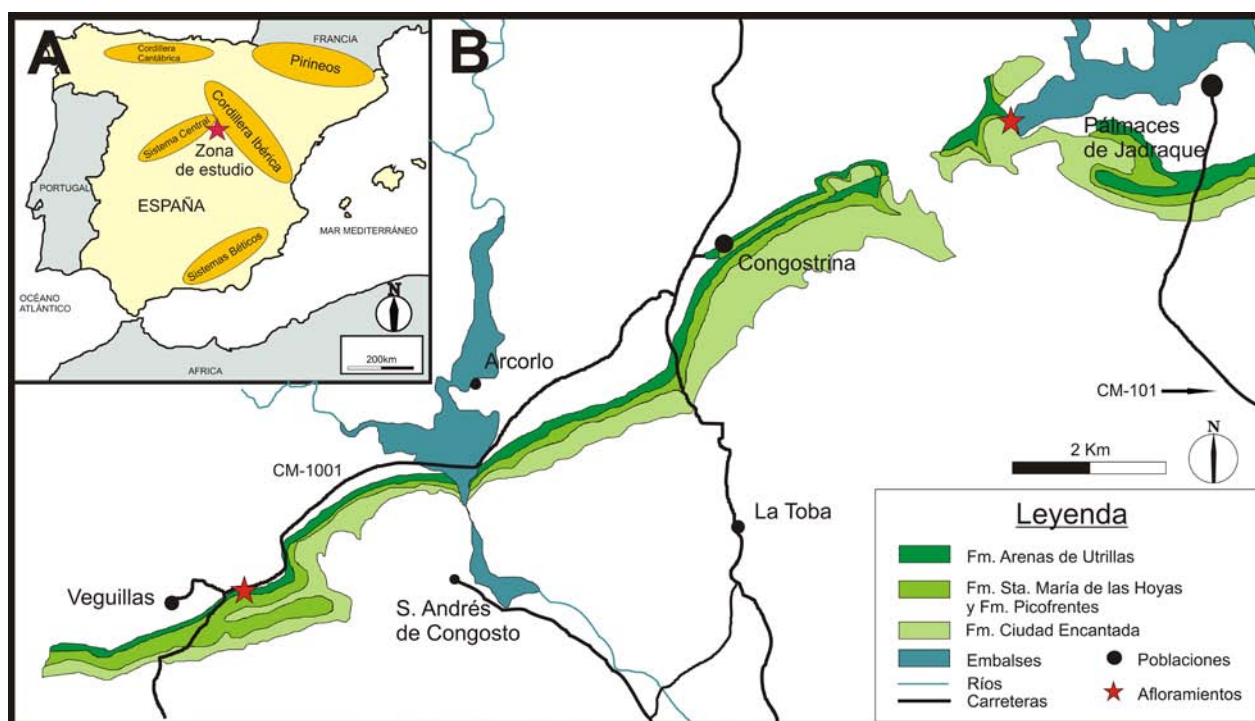 A
FRANCIA
Cordillera
Cantábrica
Pirineos
Cordillera Ibérica
Sistema Central
Zona
de estudio
PORTUGAL
ESPAÑA
MAR MEDITERRÁNEO
Sistemas Béticos
OCÉANO
ATLÁNTICO
N
200km
AFRICA
B
Pálmaces
de Jadraque
Congostrina
Arcorlo
CM-101
N
2 Km
CM-1001
La Toba
Veguillas
S. Andrés
de Congosto
Leyenda
Fm. Arenas de Utrillas
Fm. Sta. María de las Hoyas
y Fm. Picofrentes
Fm. Ciudad Encantada
Embalses
Poblaciones
Ríos
Carreteras
Afloramientos